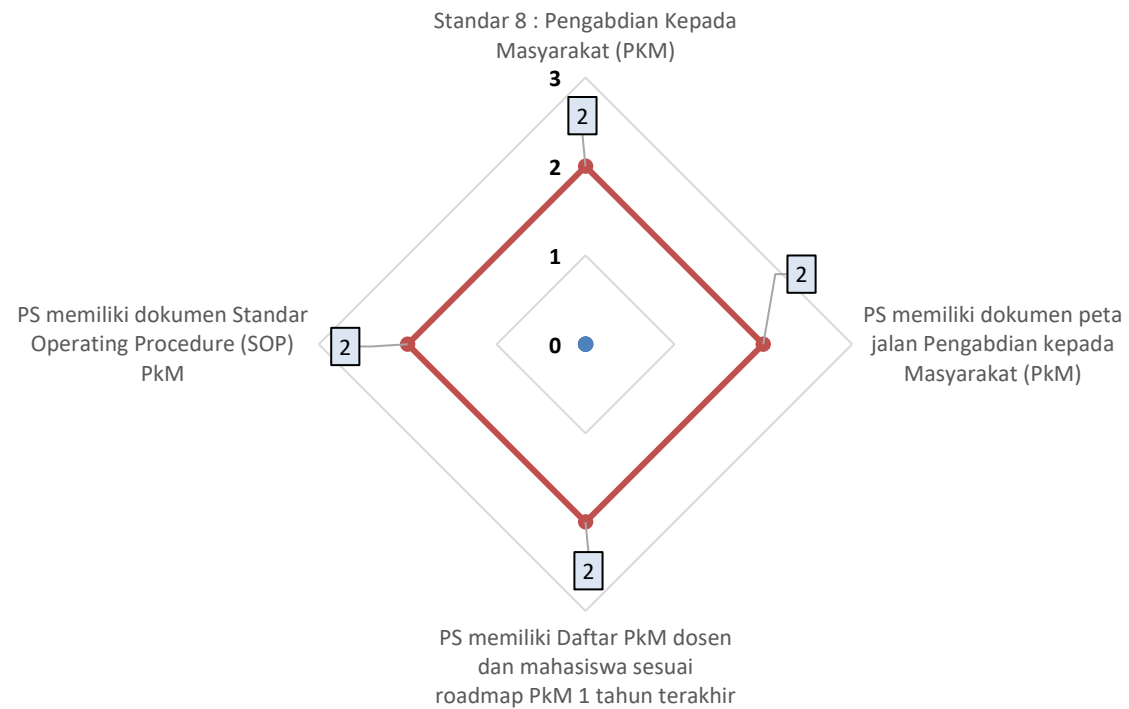 Standar 8 : Pengabdian Kepada
Masyarakat (PKM)
3
2
2
1
2
PS memiliki dokumen Standar
Operating Procedure (SOP)
PkM
2
0
PS memiliki dokumen peta
jalan Pengabdian kepada
Masyarakat (PkM)
2
PS memiliki Daftar PkM dosen
dan mahasiswa sesuai
roadmap PkM 1 tahun terakhir